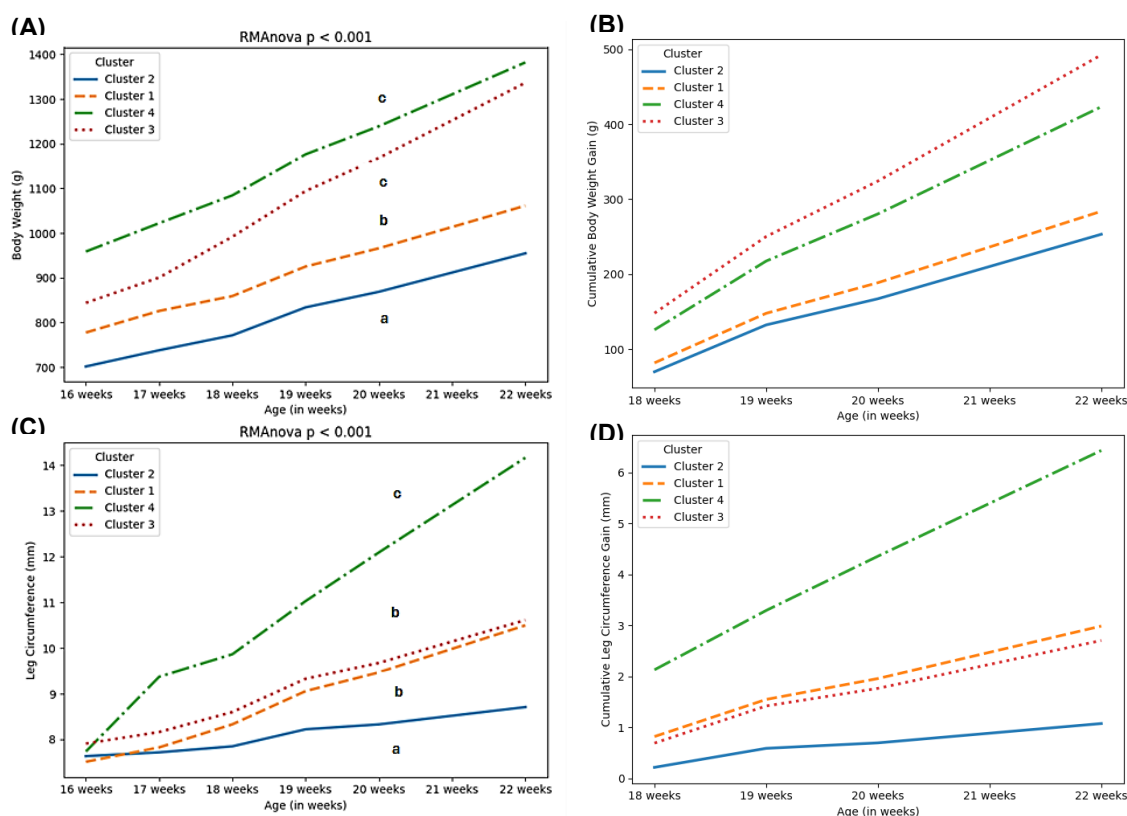 (A)
RMAnova p < 0.001
Cluster
Cluster 2
Cluster 1
Cluster 4
Cluster 3
1400
1300
1200
1100
1000
900
800
700
Body Weight (g)
c
c
b
a
16 weeks 17 weeks 18 weeks 19 weeks 20 weeks 21 weeks 22 weeks
Age (in weeks)
(B)
Cluster
Cluster 2
Cluster 1
Cluster 4
Cluster 3
500
400
300
200
100
Cumulative Body Weight Gain (g)
18 weeks 19 weeks 20 weeks 21 weeks 22 weeks
Age (in weeks)
(C)
RMAnova p < 0.001
Cluster
Cluster 2
Cluster 1
Cluster 4
Cluster 3
14
13
12
11
10
9
8
Leg Circumference (mm)
c
b
b
a
16 weeks 17 weeks 18 weeks 19 weeks 20 weeks 21 weeks 22 weeks
Age (in weeks)
(D)
Cluster
Cluster 2
Cluster 1
Cluster 4
Cluster 3
6
5
4
3
2
1
0
Cumulative Leg Circumference Gain (mm)
18 weeks 19 weeks 20 weeks 21 weeks 22 weeks
Age (in weeks)